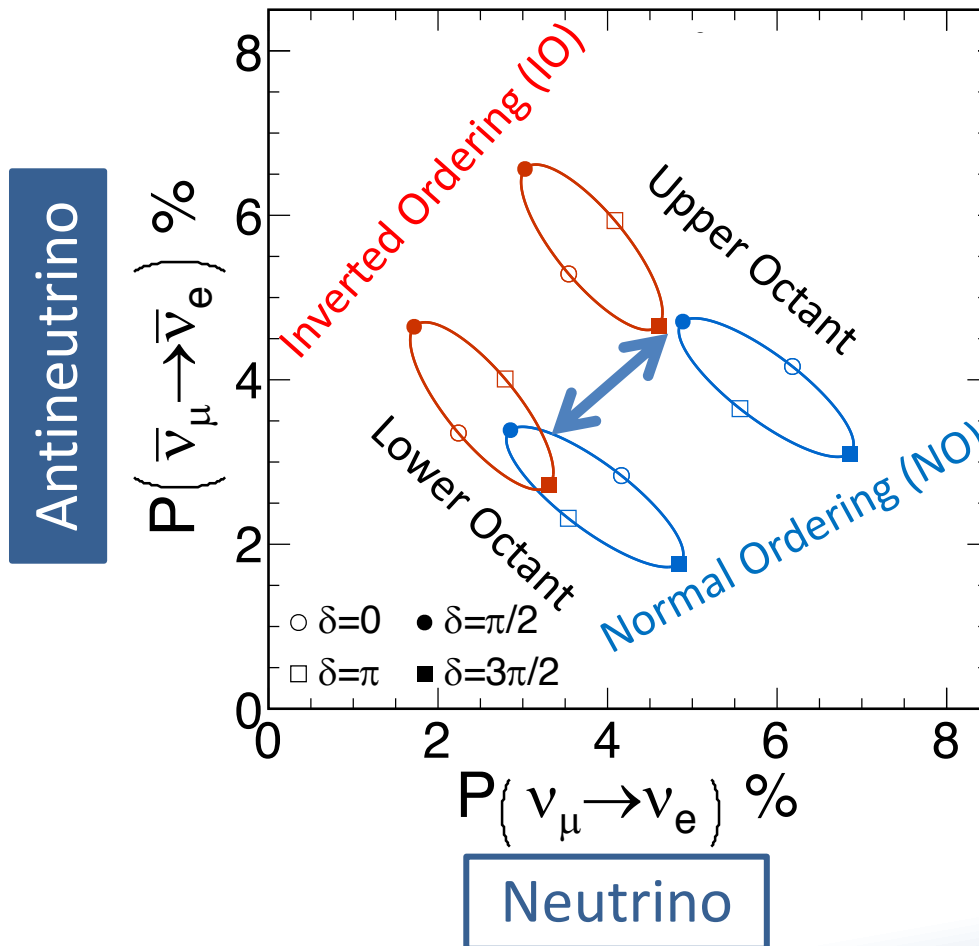 8
6
4
2
0
0
2
4
6
8
Antineutrino
P(ν̅μ→ν̅e) %
Inverted Ordering (IO)
Upper Octant
Lower Octant
Normal Ordering (NO)
○ δ=0 ● δ=π/2
□ δ=π ■ δ=3π/2
P(νμ→νe) %
Neutrino